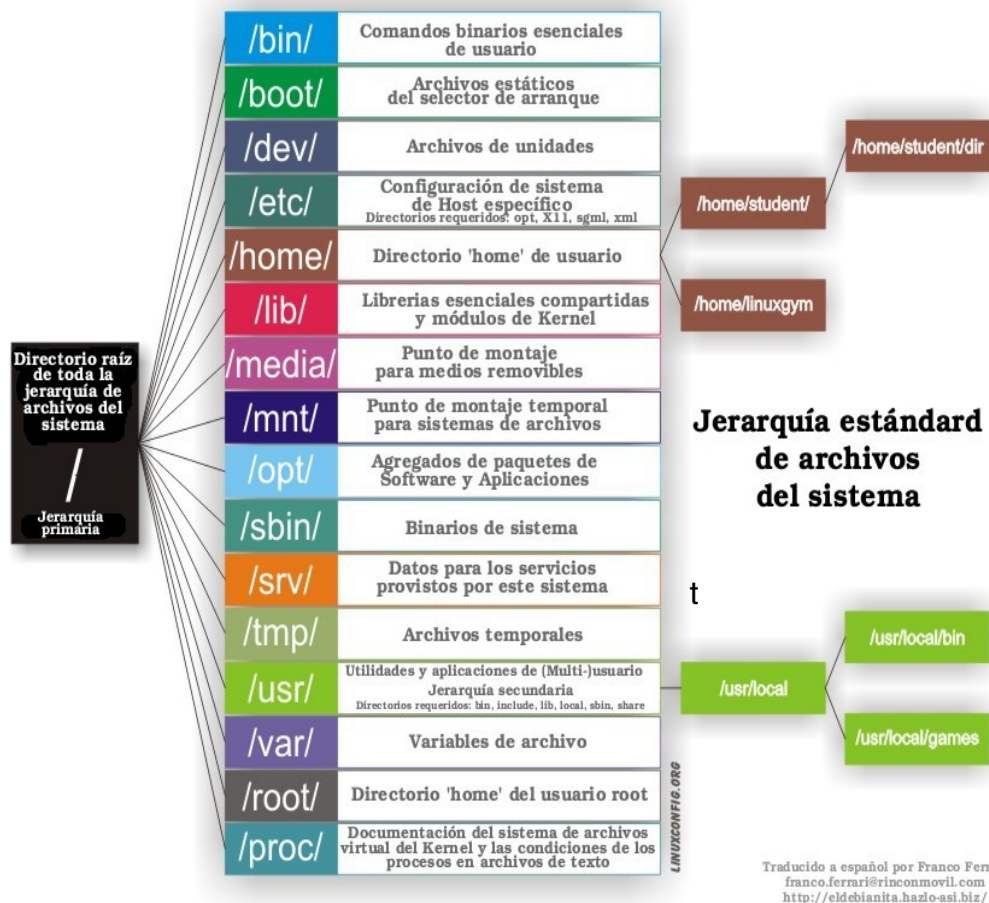 Directorio raíz
de toda la
jerarquía de
archivos del
sistema
/
Jerarquía
primaria
/bin/
Comandos binarios esenciales
de usuario
/boot/
Archivos estáticos
del selector de arranque
/dev/
Archivos de unidades
/etc/
Configuración de sistema
de Host específico
Directorios requeridos: opt, X11, sgml, xml
/home/
Directorio 'home' de usuario
/home/student/
/home/student/dir
/home/linuxgym
/lib/
Librerias esenciales compartidas
y módulos de Kernel
/media/
Punto de montaje
para medios removibles
/mnt/
Punto de montaje temporal
para sistemas de archivos
/opt/
Agregados de paquetes de
Software y Aplicaciones
/sbin/
Binarios de sistema
/srv/
Datos para los servicios
provistos por este sistema
/tmp/
Archivos temporales
/usr/
Utilidades y aplicaciones de (Multi-)usuario
Jerarquía secundaria
Directorios requeridos: bin, include, lib, local, sbin, share
/usr/local
/usr/local/bin
/usr/local/games
/var/
Variables de archivo
/root/
Directorio 'home' del usuario root
/proc/
Documentación del sistema de archivos
virtual del Kernel y las condiciones de los
procesos en archivos de texto
Jerarquía estándard
de archivos
del sistema
t
LINUXCONFIG.ORG
Traducido a español por Franco Ferr
franco.ferrari@rinconmovil.com
http://eldebianita.hazlo-asi.biz/